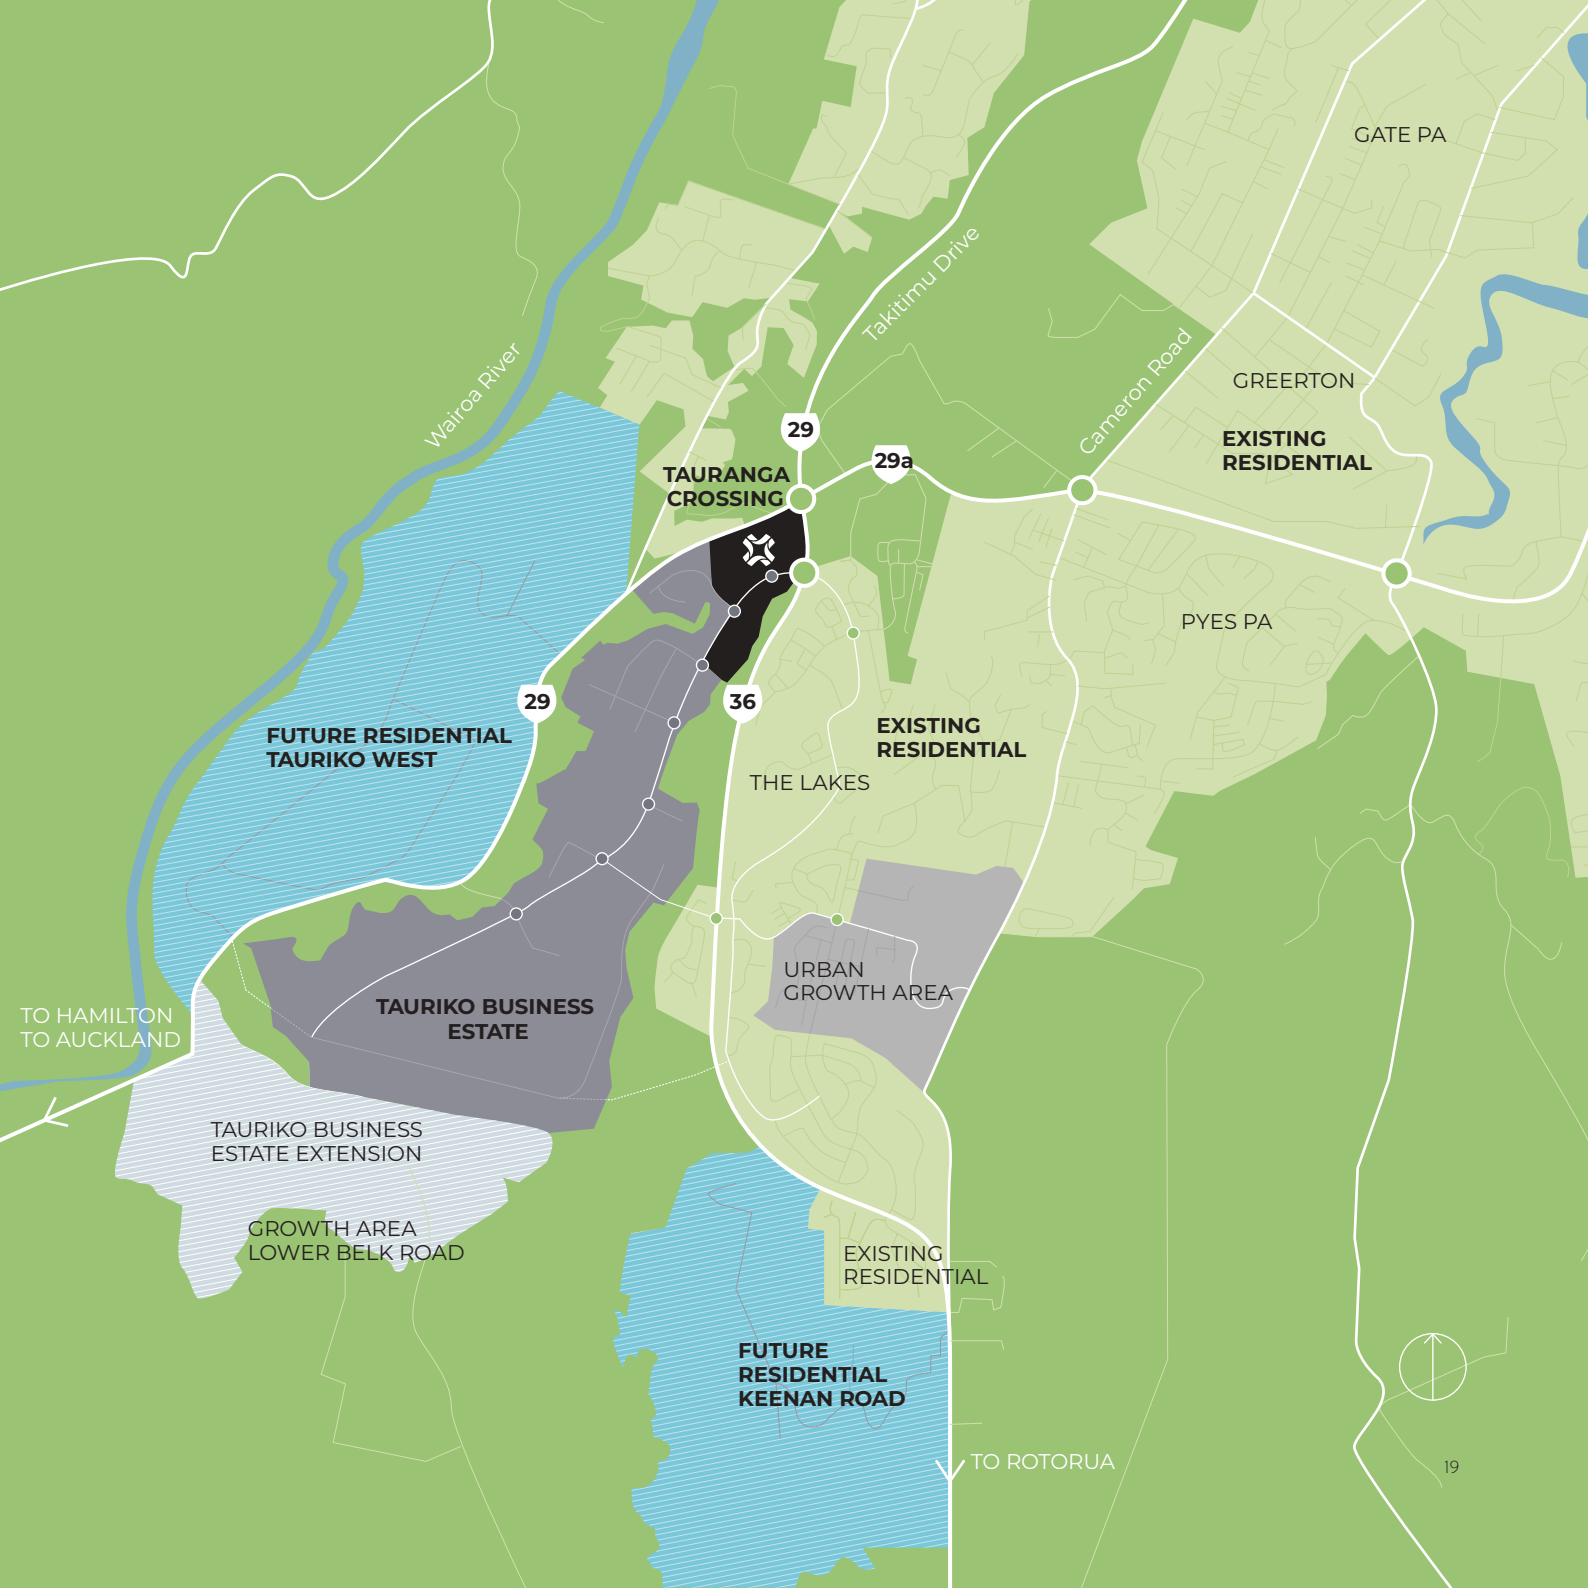 GATE PA
Takitimu Drive
Wairoa River
Cameron Road
GREERTON
EXISTING
RESIDENTIAL
29
29a
TAURANGA
CROSSING
PYES PA
29
36
FUTURE RESIDENTIAL
TAURIKO WEST
EXISTING
RESIDENTIAL
THE LAKES
URBAN
GROWTH AREA
TAURIKO BUSINESS
ESTATE
TO HAMILTON
TO AUCKLAND
TAURIKO BUSINESS
ESTATE EXTENSION
GROWTH AREA
LOWER BELK ROAD
EXISTING
RESIDENTIAL
FUTURE
RESIDENTIAL
KEENAN ROAD
TO ROTORUA
19